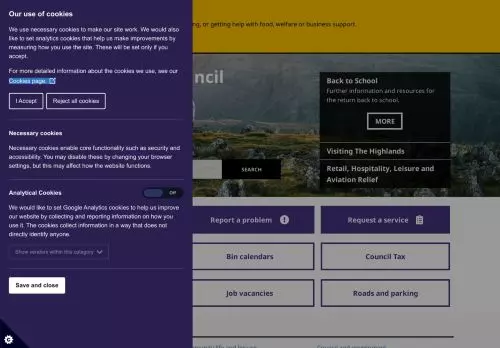 Our use of cookies
We use necessary cookies to make our site work. We would also
like to set analytics cookies that help us make improvements by
measuring how you use the site. These will be set only if you
accept.
For more detailed information about the cookies we use, see our
Cookies page.
I Accept
Reject all cookies
Necessary cookies
Necessary cookies enable core functionality such as security and
accessibility. You may disable these by changing your browser
settings, but this may affect how the website functions.
Analytical Cookies
Off
We would like to set Google Analytics cookies to help us improve
our website by collecting and reporting information on how you
use it. The cookies collect information in a way that does not
directly identify anyone.
Show vendors within this category
Save and close
or getting help with food, welfare or business support.
Back to School
Further information and resources for
the return back to school.
MORE
Visiting The Highlands
Retail, Hospitality, Leisure and
Aviation Relief
SEARCH
Report a problem
Request a service
Bin calendars
Council Tax
Job vacancies
Roads and parking